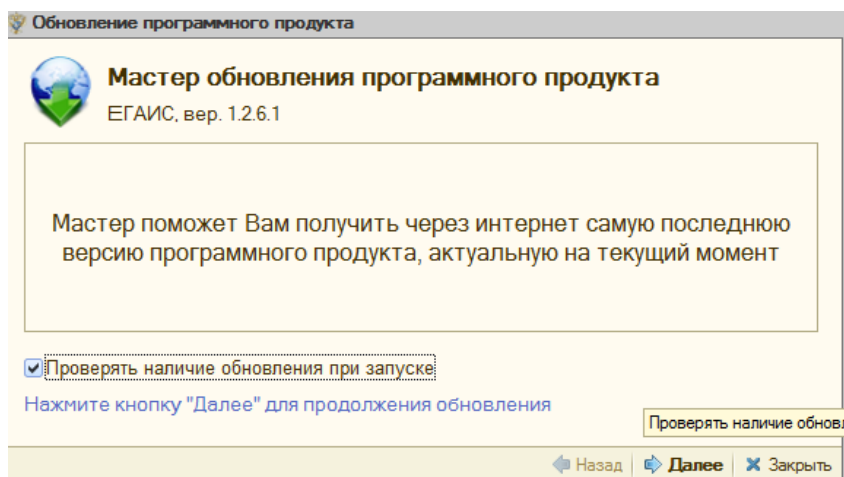 Обновление программного продукта
Мастер обновления программного продукта
ЕГАИС, вер. 1.2.6.1
Мастер поможет Вам получить через интернет самую последнюю
версию программного продукта, актуальную на текущий момент
Проверять наличие обновления при запуске
Нажмите кнопку "Далее" для продолжения обновления
Проверять наличие обнов
Назад Далее Закрыть